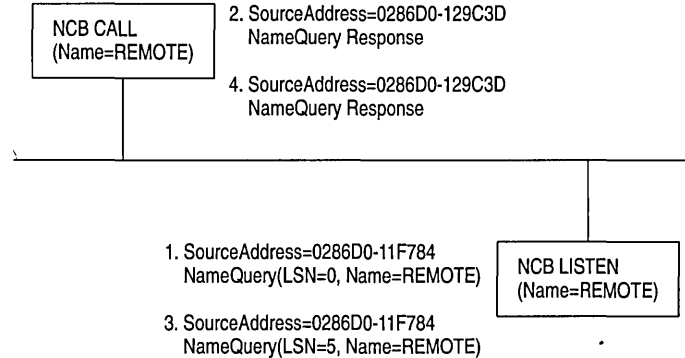 NCB CALL
(Name=REMOTE)
2. SourceAddress=0286D0-129C3D
NameQuery Response
4. SourceAddress=0286D0-129C3D
NameQuery Response
1. SourceAddress=0286D0-11F784
NameQuery(LSN=0, Name=REMOTE)
3. SourceAddress=0286D0-11F784
NameQuery(LSN=5, Name=REMOTE)
NCB LISTEN
(Name=REMOTE)